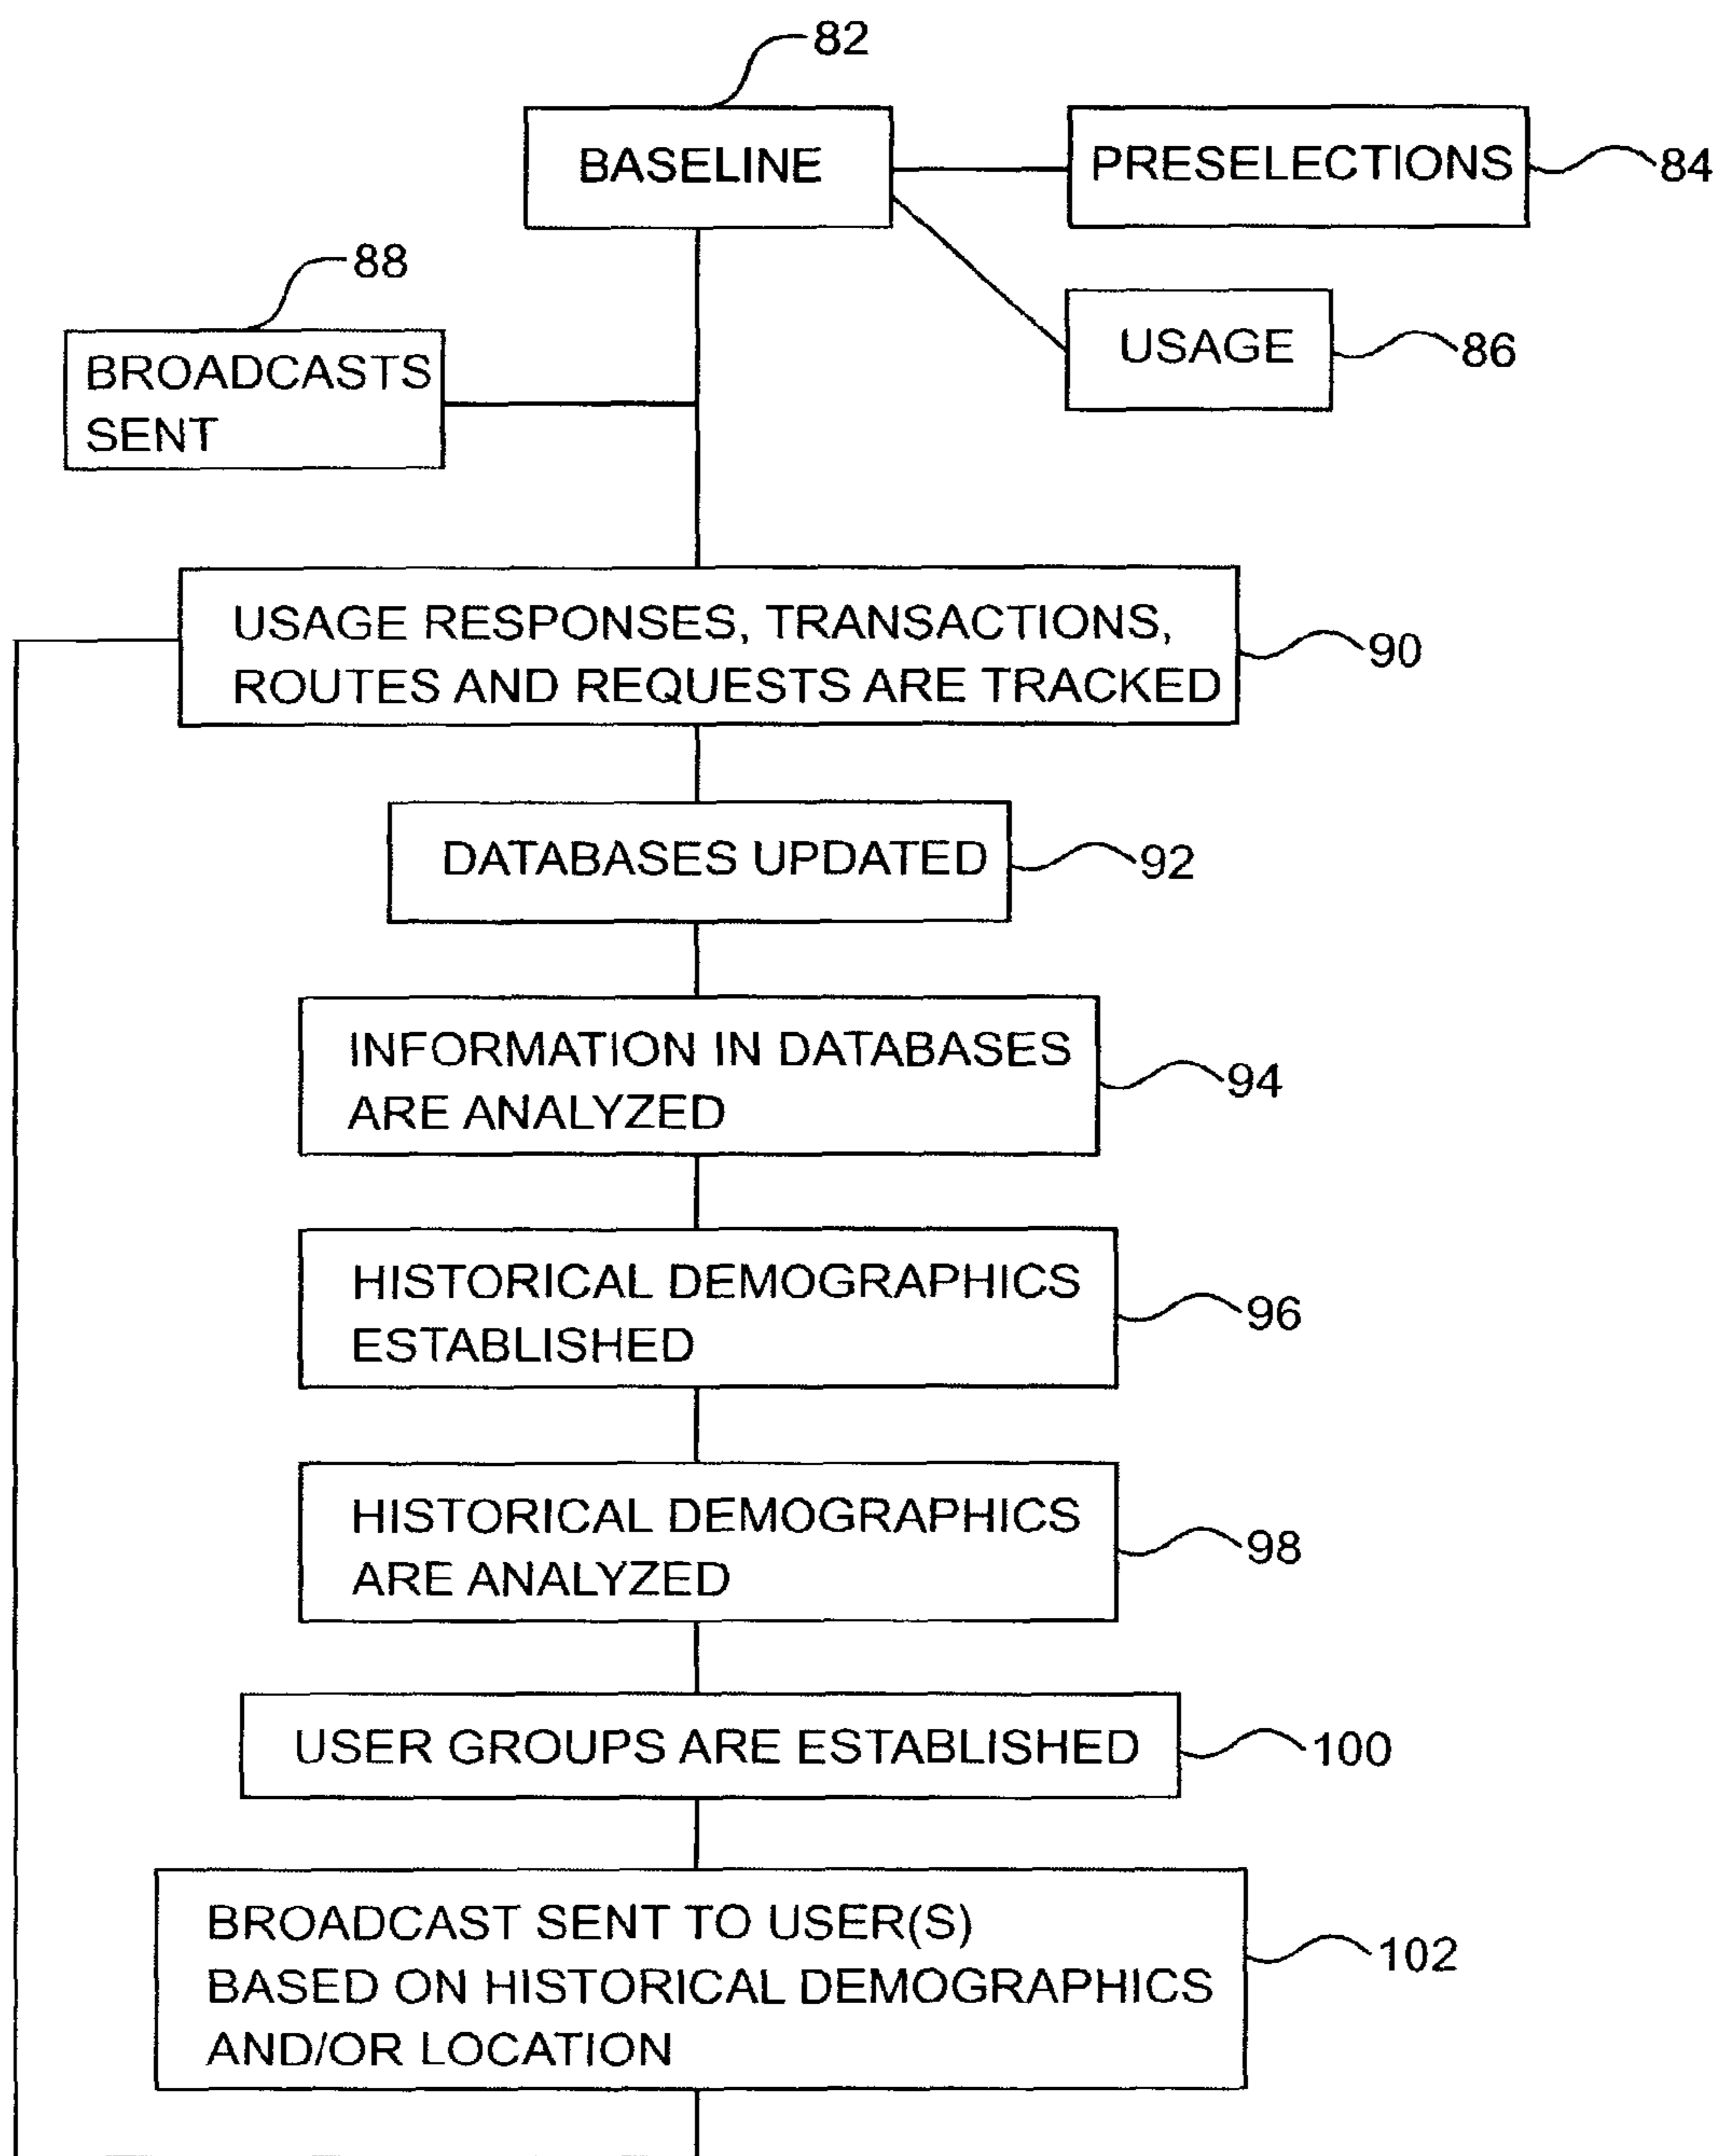 82
BASELINE
PRESELECTIONS
84
88
BROADCASTS
SENT
USAGE
86
USAGE RESPONSES, TRANSACTIONS,
ROUTES AND REQUESTS ARE TRACKED
90
DATABASES UPDATED
92
INFORMATION IN DATABASES
ARE ANALYZED
94
HISTORICAL DEMOGRAPHICS
ESTABLISHED
96
HISTORICAL DEMOGRAPHICS
ARE ANALYZED
98
USER GROUPS ARE ESTABLISHED
100
BROADCAST SENT TO USER(S)
BASED ON HISTORICAL DEMOGRAPHICS
AND/OR LOCATION
102